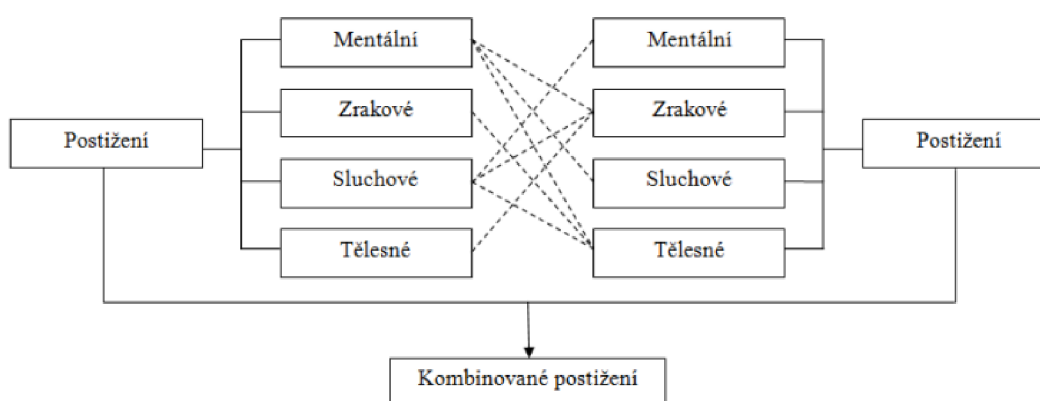 Mentální
Mentální
Zrakové
Zrakové
Postižení
Postižení
Sluchové
Sluchové
Tělesné
Tělesné
Kombinované postižení